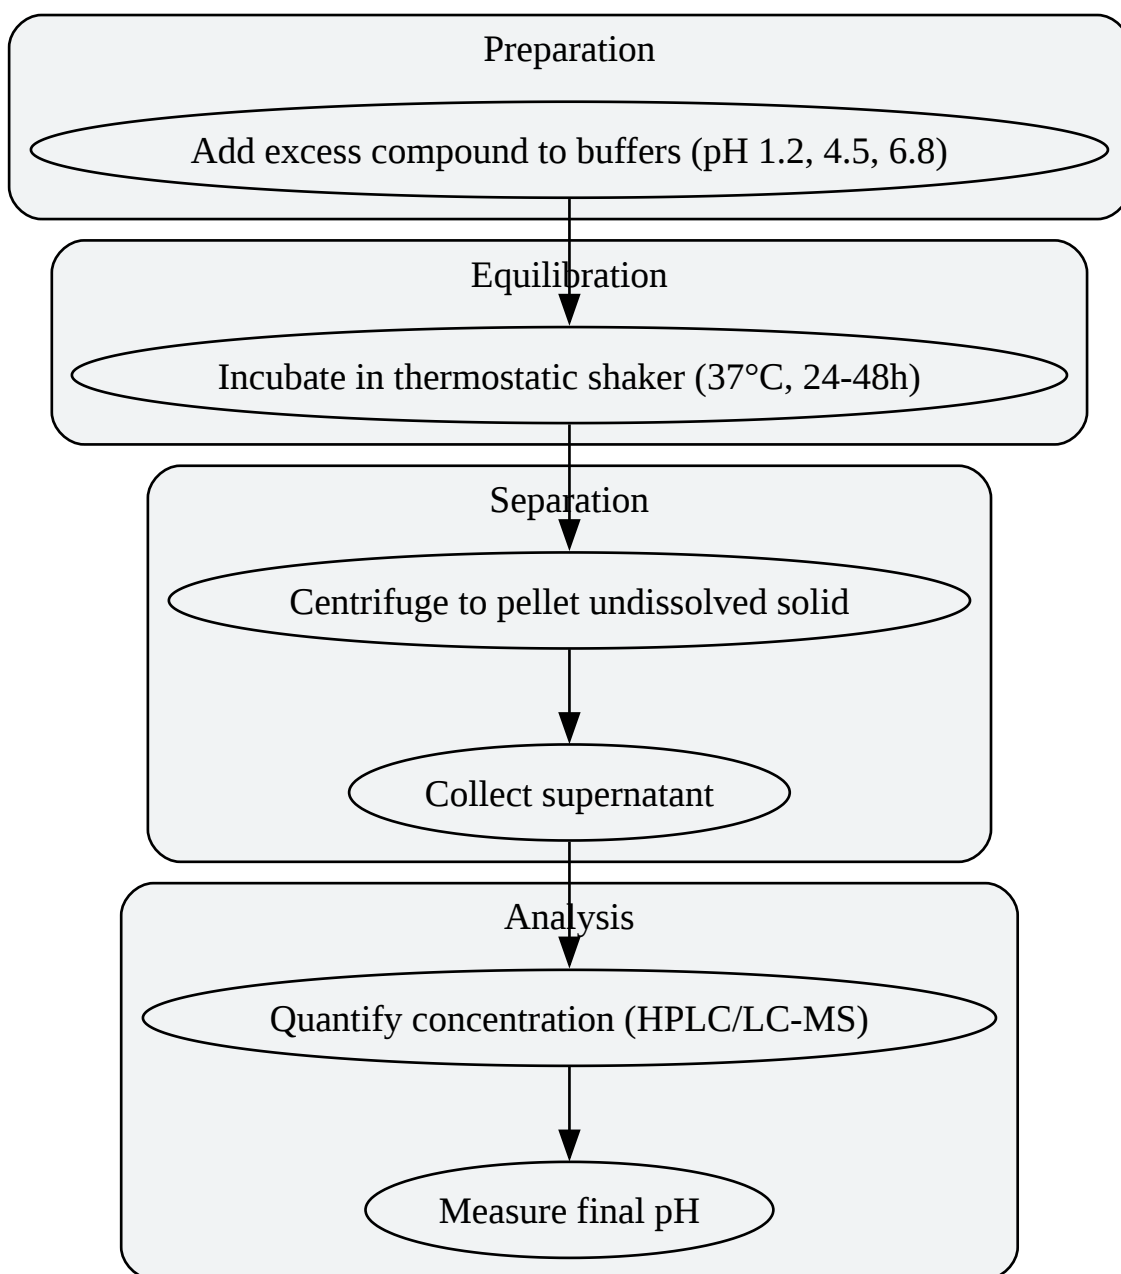 Preparation
Add excess compound to buffers (pH 1.2, 4.5, 6.8)
Equilibration
Incubate in thermostatic shaker (37°C, 24-48h)
Separation
Centrifuge to pellet undissolved solid
Collect supernatant
Analysis
Quantify concentration (HPLC/LC-MS)
Measure final pH